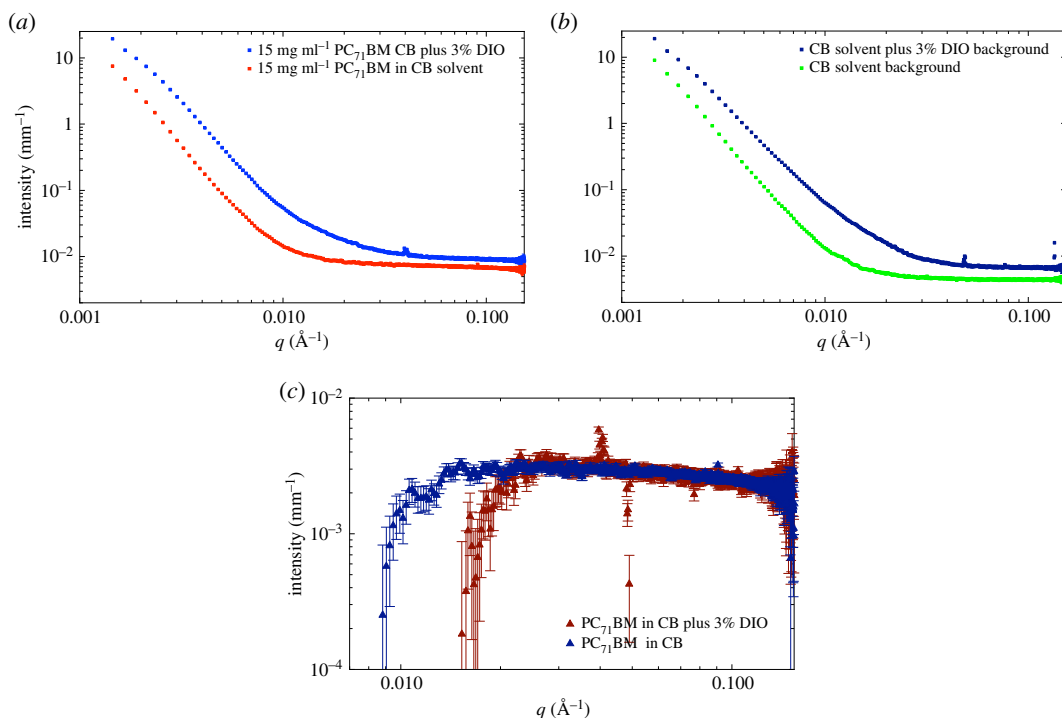 (a)
15 mg ml⁻¹ PC₇₁BM CB plus 3% DIO
15 mg ml⁻¹ PC₇₁BM in CB solvent
10
1
10⁻¹
10⁻²
intensity (mm⁻¹)
0.001
0.010
0.100
q (Å⁻¹)
(b)
CB solvent plus 3% DIO background
CB solvent background
10
1
10⁻¹
10⁻²
intensity (mm⁻¹)
0.001
0.010
0.100
q (Å⁻¹)
(c)
10⁻²
10⁻³
10⁻⁴
intensity (mm⁻¹)
PC₇₁BM in CB plus 3% DIO
PC₇₁BM in CB
0.010
0.100
q (Å⁻¹)